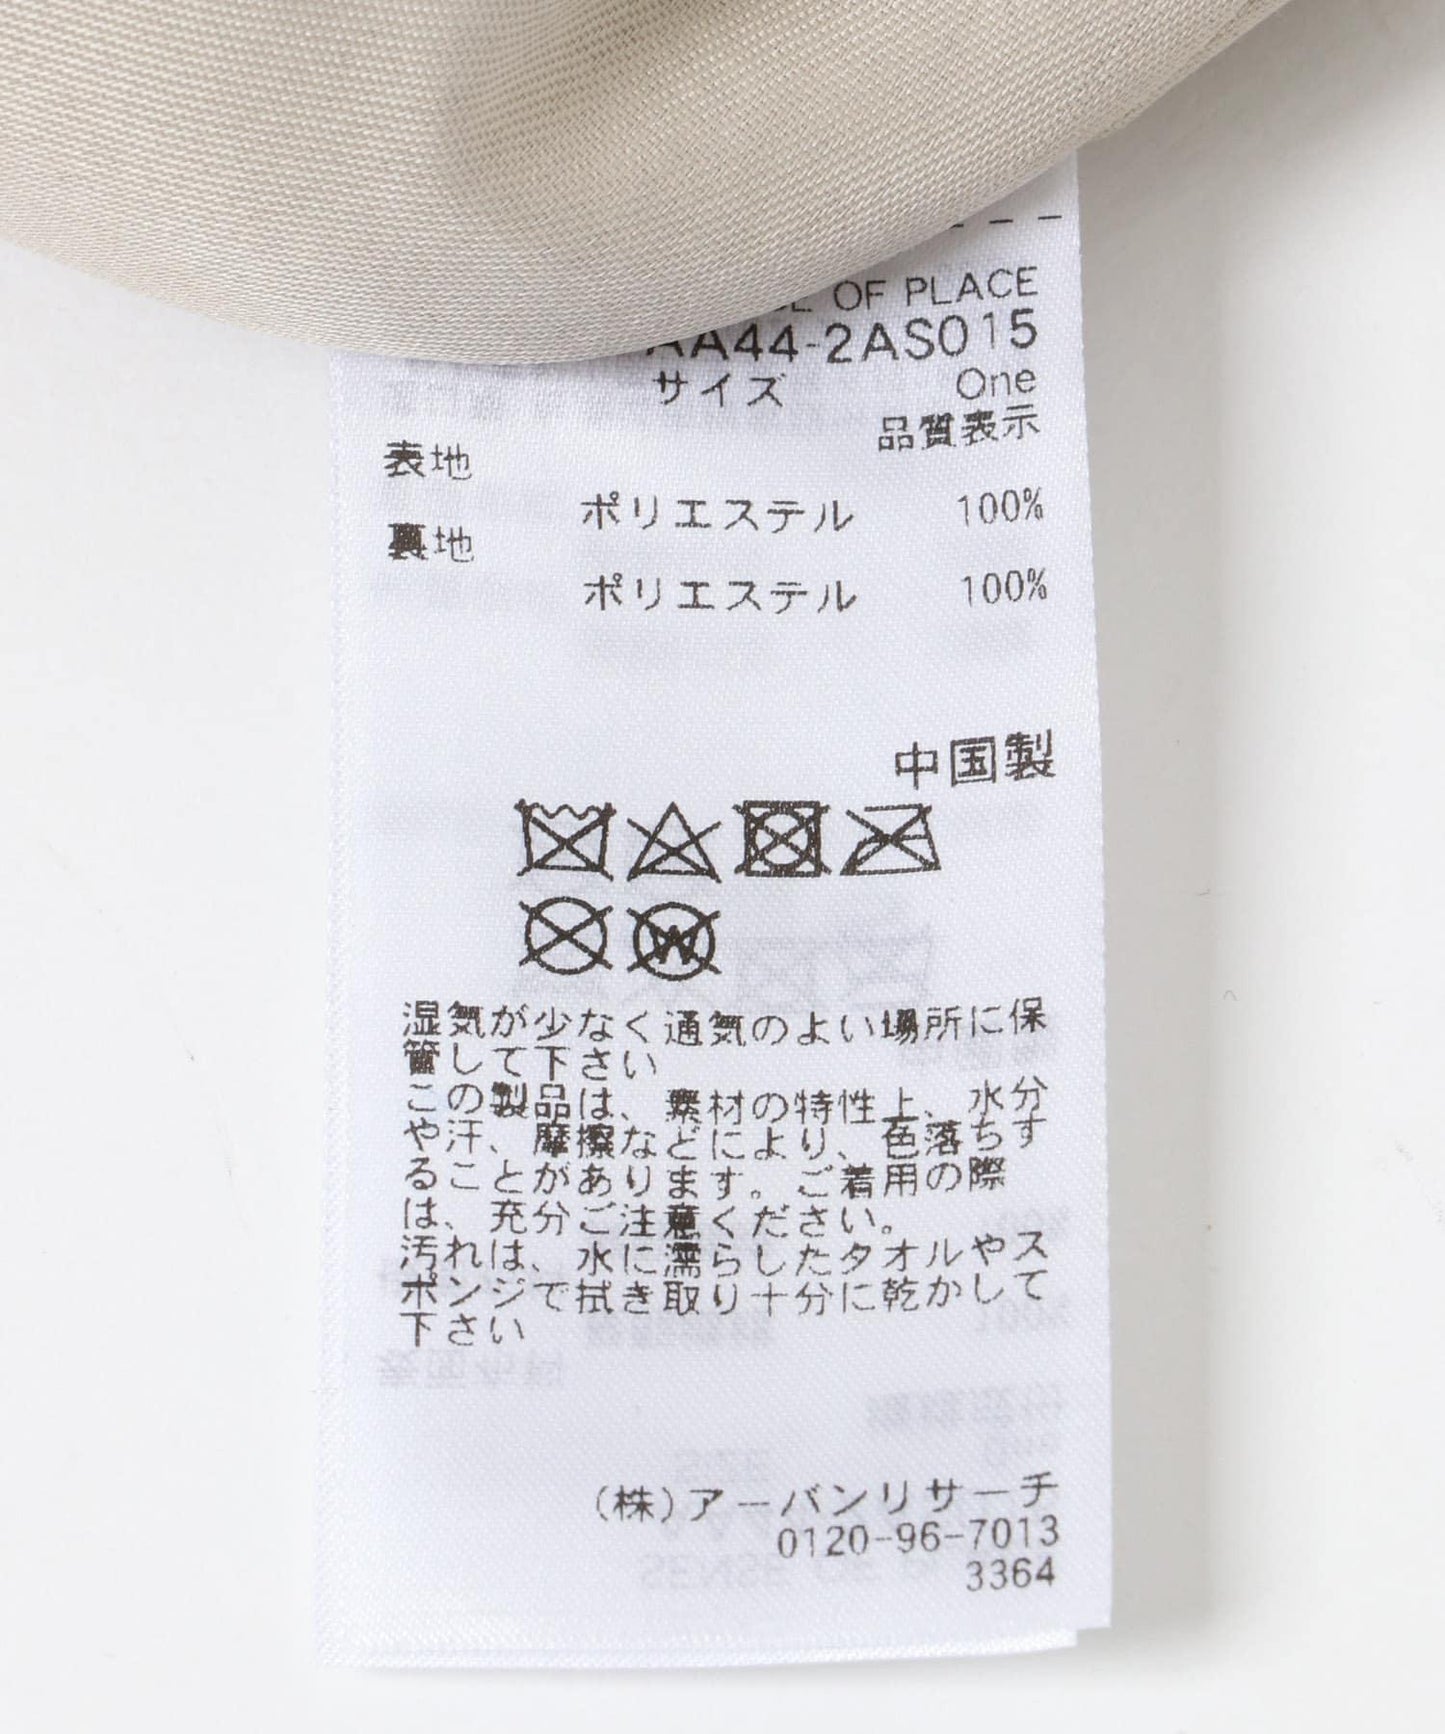 OF PLACE
AA44-2AS015
サイズ One
品質表示
表地
ポリエステル 100%
裏地
ポリエステル 100%
中国製
W
湿気が少なく通気のよい場所に保
管して下さい
この製品は、素材の特性上、水分
や汗、摩擦などにより、色落ちす
ることがあります。ご着用の際
は、充分ご注意ください。
汚れは、水に濡らしたタオルやス
ポンジで拭き取り十分に乾かして
下さい
(株)アーバンリサーチ
0120-96-7013
3364